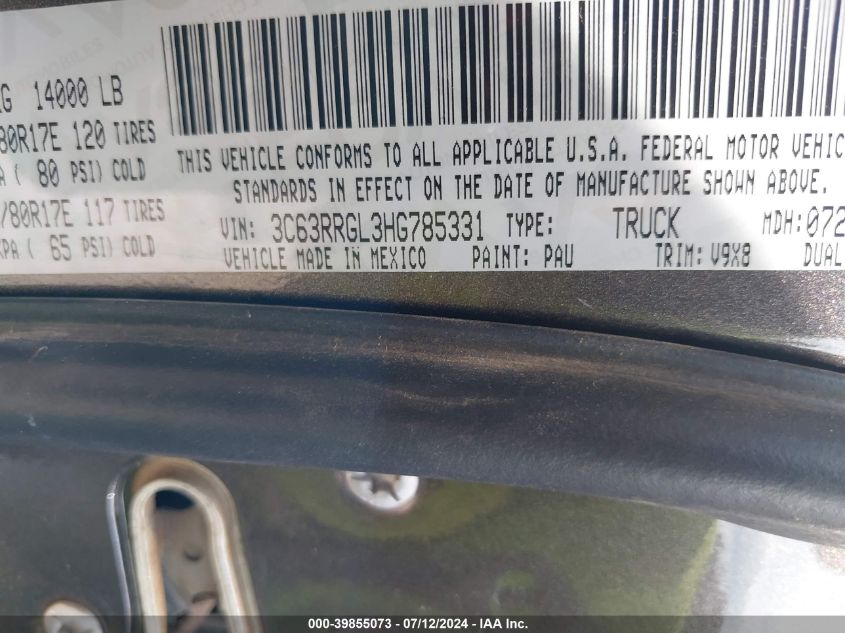 14000 LB
80R17E 120 TIRES
( 80 PSI) COLD
/80R17E 117 TIRES
KPA ( 65 PSI) COLD
THIS VEHICLE CONFORMS TO ALL APPLICABLE U.S.A. FEDERAL MOTOR VEHIC
STANDARDS IN EFFECT ON THE DATE OF MANUFACTURE SHOWN ABOVE.
VIN: 3C63RRGL3HG785331 TYPE: TRUCK MDH:072
VEHICLE MADE IN MEXICO PAINT: PAU TRIM: V9X8 DUAL
000-39855073 - 07/12/2024 - IAA Inc.